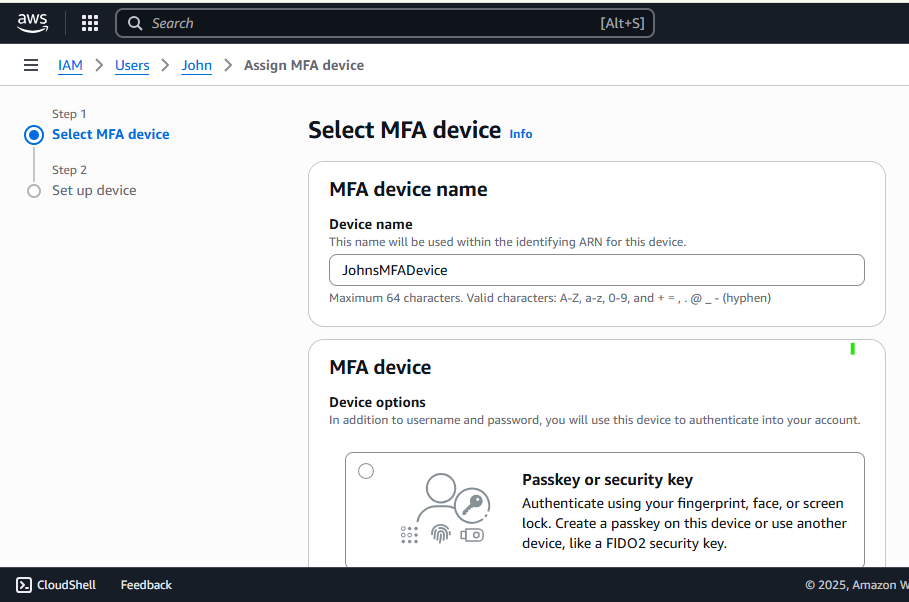 aws
Search [Alt+S]
IAM > Users > John > Assign MFA device
Step 1
Select MFA device
Step 2
Set up device
Select MFA device Info
MFA device name
Device name
This name will be used within the identifying ARN for this device.
JohnsMFADevice
Maximum 64 characters. Valid characters: A-Z, a-z, 0-9, and + = , . @ _ - (hyphen)
MFA device
Device options
In addition to username and password, you will use this device to authenticate into your account.
Passkey or security key
Authenticate using your fingerprint, face, or screen
lock. Create a passkey on this device or use another
device, like a FIDO2 security key.
CloudShell Feedback © 2025, Amazon W